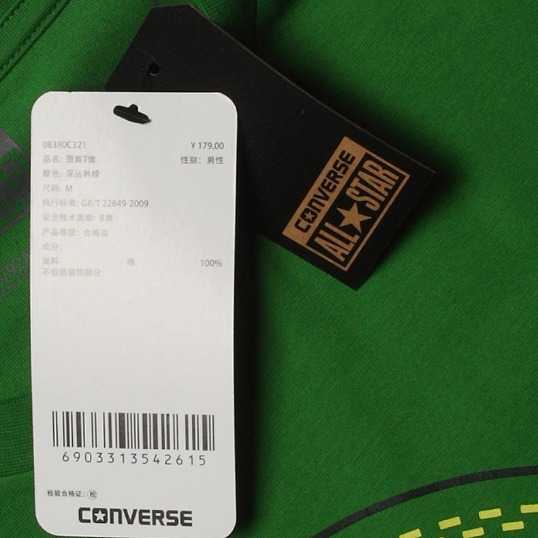 08380C321 ¥ 179.00
品名: 图案T恤 性别: 男性
颜色: 深丛林绿
尺码: M
执行标准: GB/T 22849-2009
安全技术类别: B类
产品等级: 合格品
成分:
面料 棉 100%
不包括装饰部分
6903313542615
检验合格证: 检
CONVERSE
CONVERSE
ALL STAR